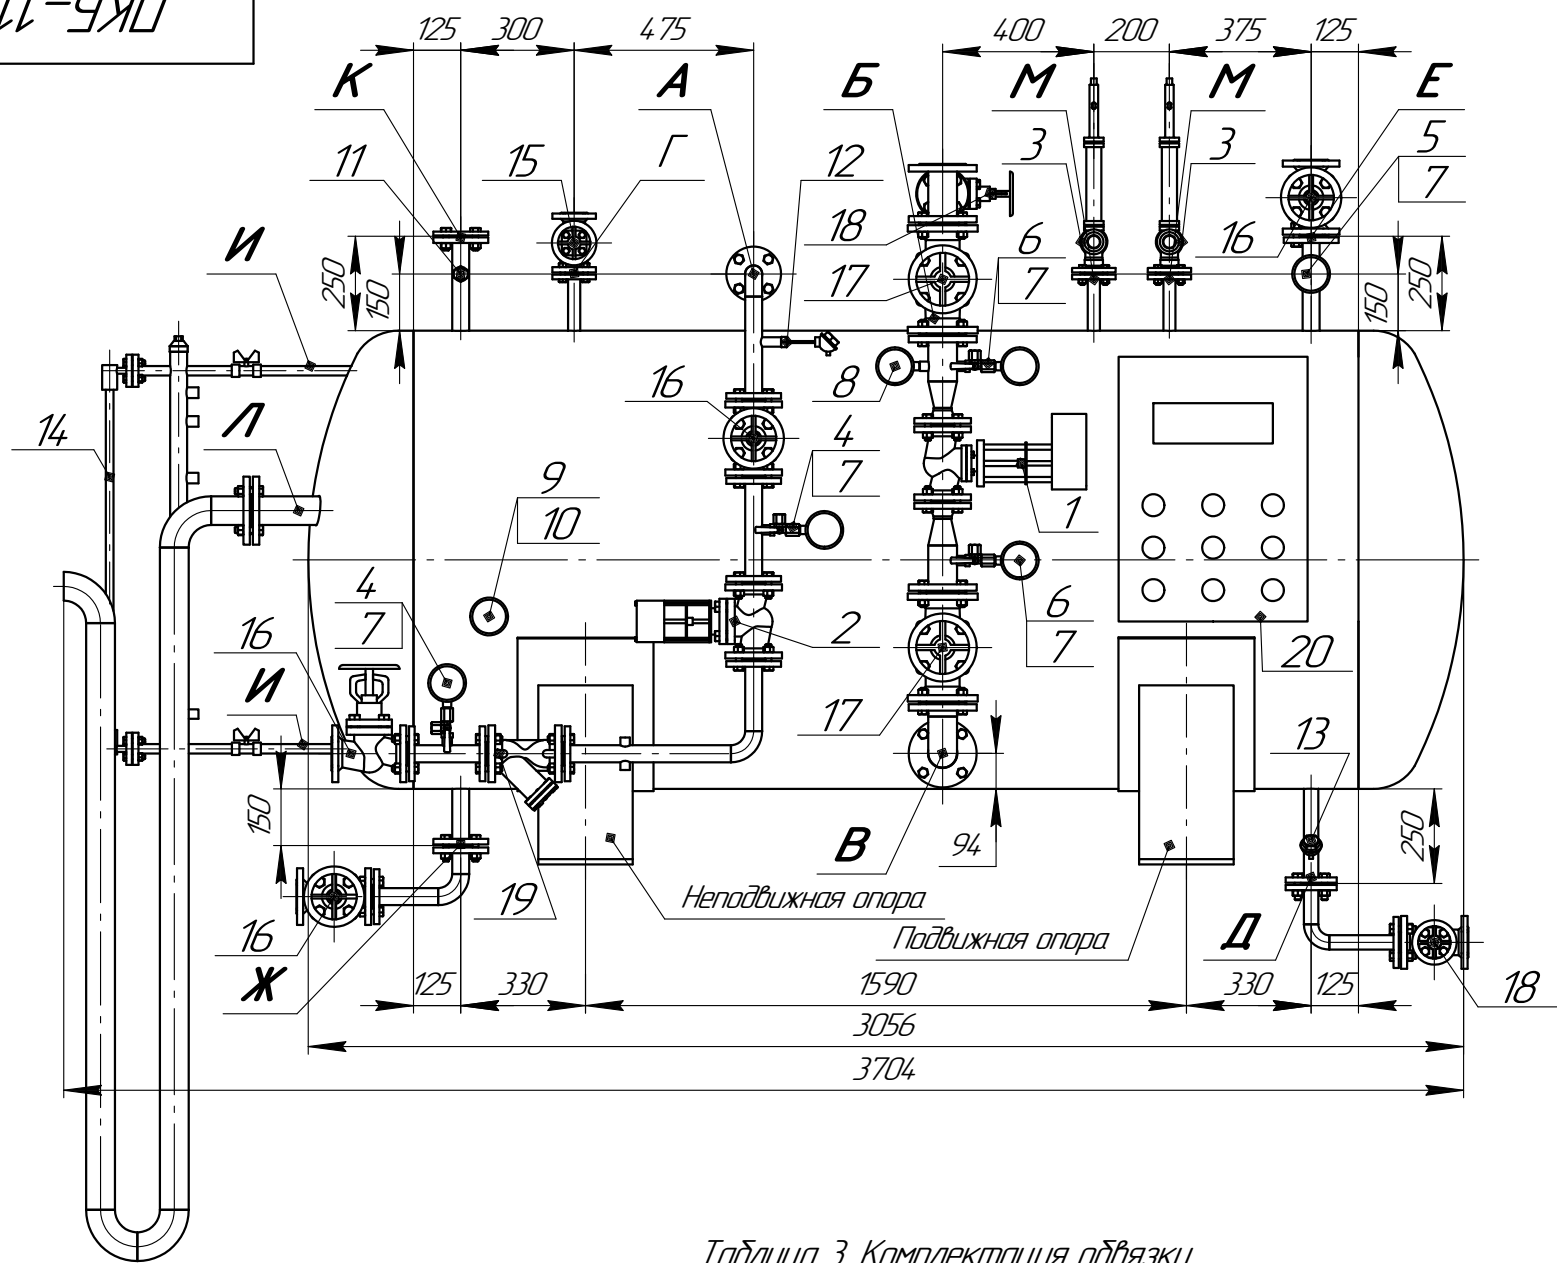 ПКБ-11
125 300 475 400 200 375 125
К А Б М М Е
11 15 Г 12 3 3 5
7
И 18 6 16
17 7
250 150 150 250
16 8
14 Л 4
7
9
10 1
4
7
16 2 6
7
20
И 17 13
150 94 250
В
Неподвижная опора
19
16 Подвижная опора Д
Ж
125 330 1590 330 125 18
3056
3704
Таблица 3 Комплектация обвязки